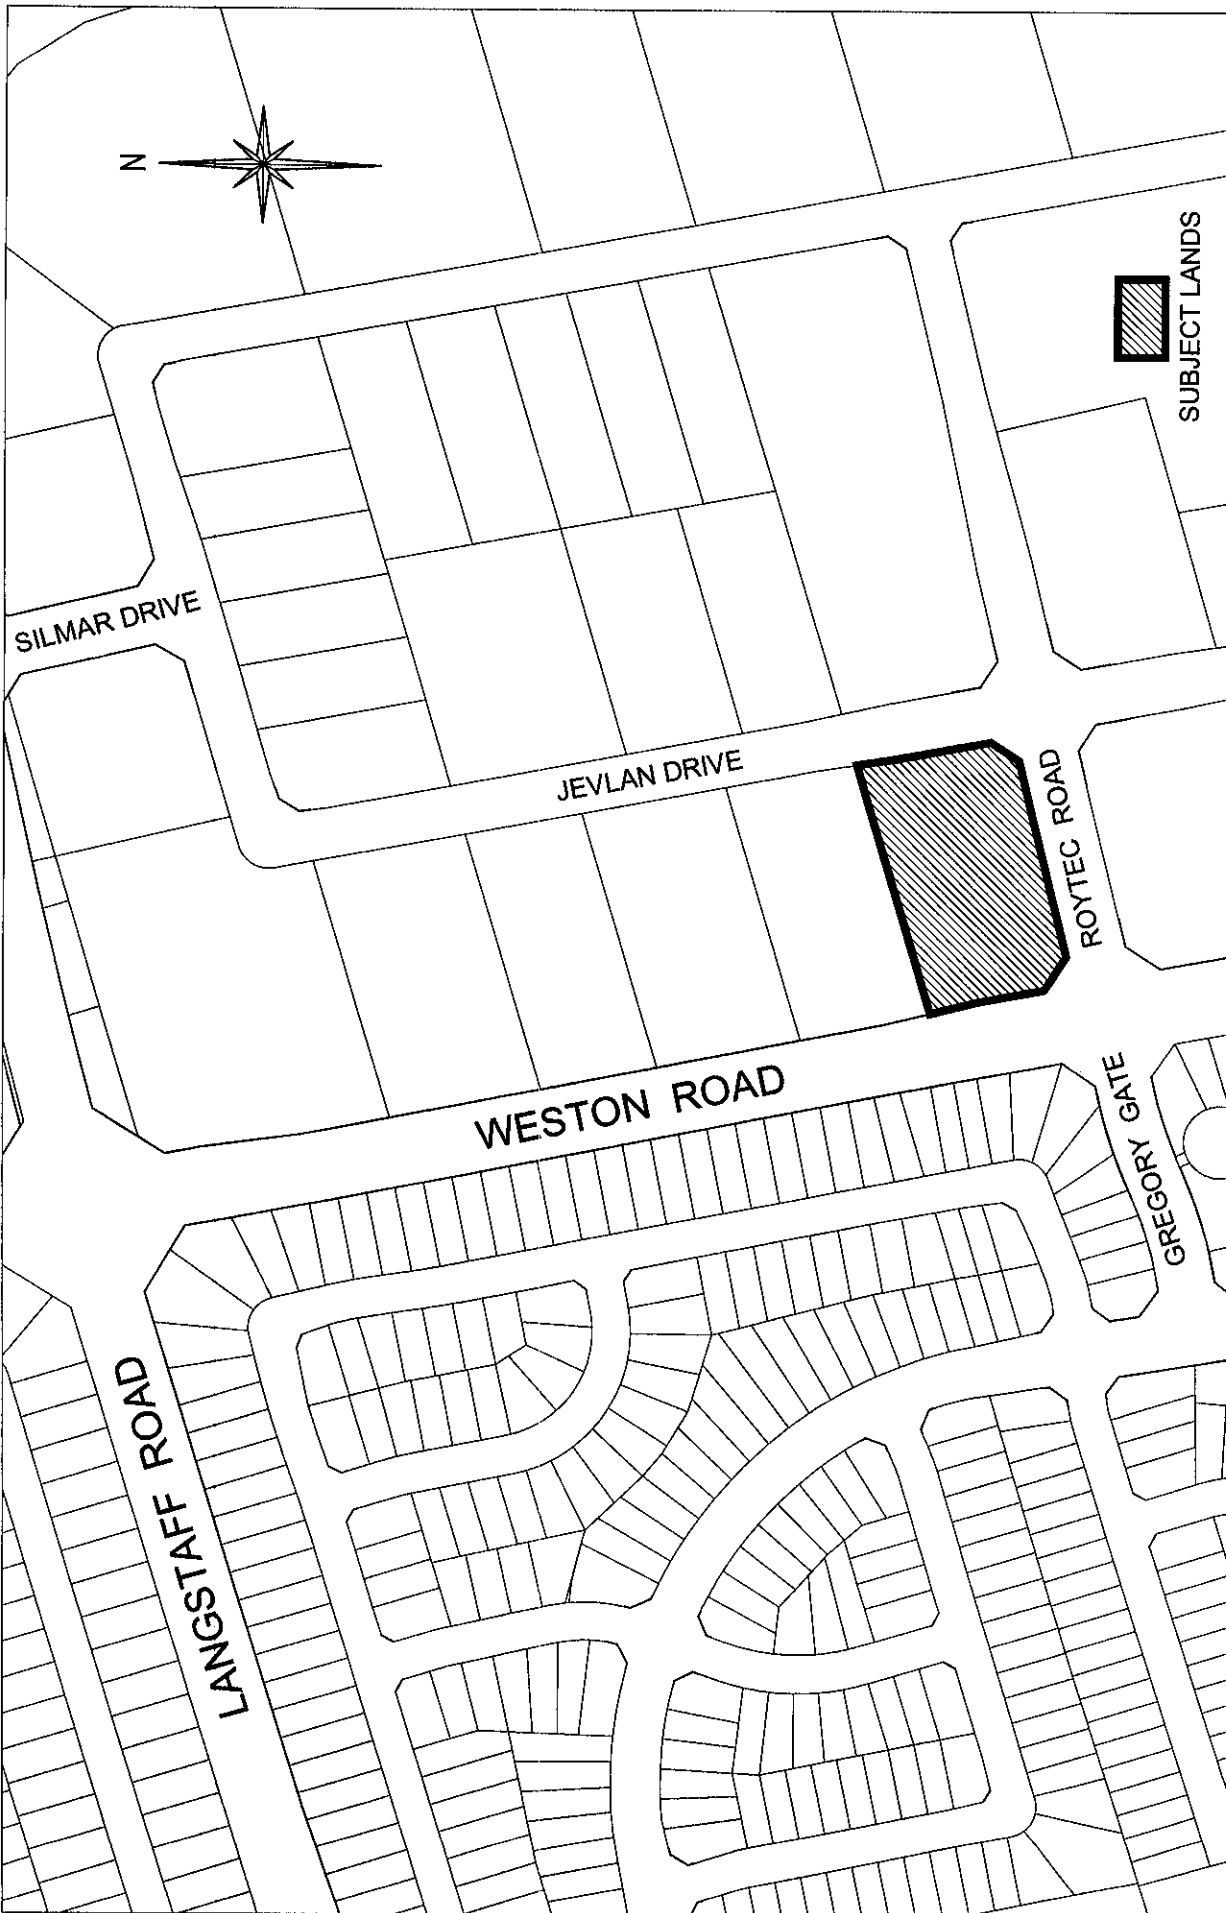 N
SILMAR DRIVE
SUBJECT LANDS
JEVLAN DRIVE
ROYTEC ROAD
WESTON ROAD
GREGORY GATE
LANGSTAFF ROAD